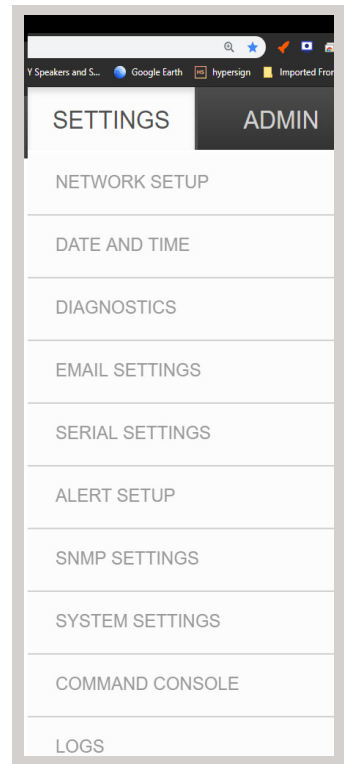 Y Speakers and S... Google Earth HS hypersign Imported From
SETTINGS ADMIN
NETWORK SETUP
DATE AND TIME
DIAGNOSTICS
EMAIL SETTINGS
SERIAL SETTINGS
ALERT SETUP
SNMP SETTINGS
SYSTEM SETTINGS
COMMAND CONSOLE
LOGS